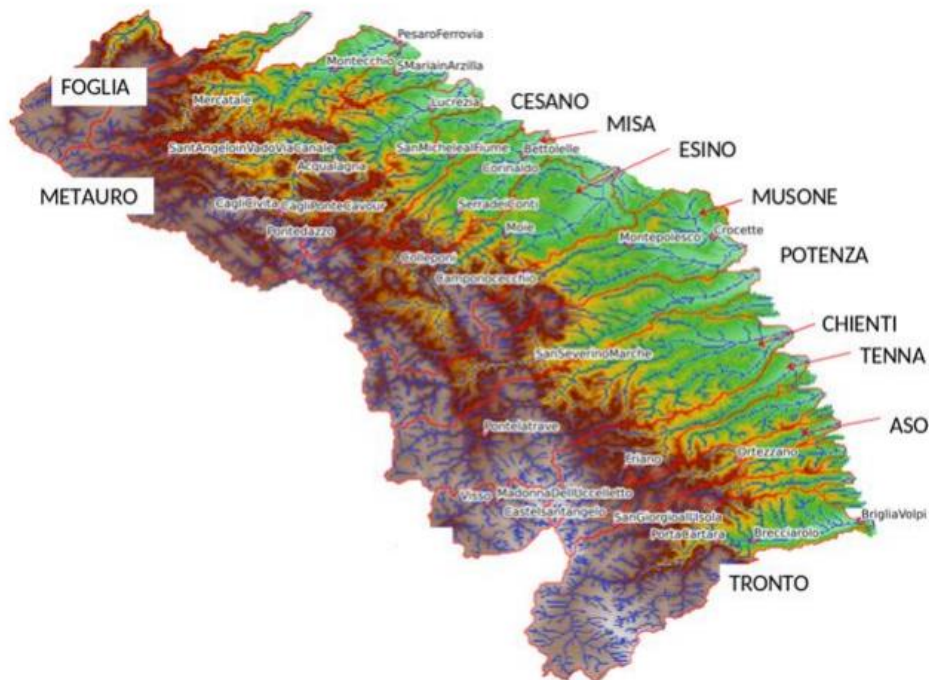 PesaroFerrovia
Montecchio
SMariainArzilla
FOGLIA
Mercatale
Lucrezia
CESANO
MISA
SantAngeloinVadoViaCanale
SanMichelealFiume
Bettolelle
ESINO
Acqualagna
Corinaldo
METAURO
CagliCivita
CagliPonteCavour
SerradeiConti
MUSONE
Pontedazzo
Moie
Montepolesco
Crocette
Colleponi
POTENZA
Camponocecchio
CHIENTI
SanSeverinoMarche
TENNA
Pontelatrave
ASO
Ortezzano
Friano
Visso
MadonnaDellUccelletto
Castelsantangelo
SanGiorgioallIsola
BrigliaVolpi
PortaCartara
Brecciarolo
TRONTO